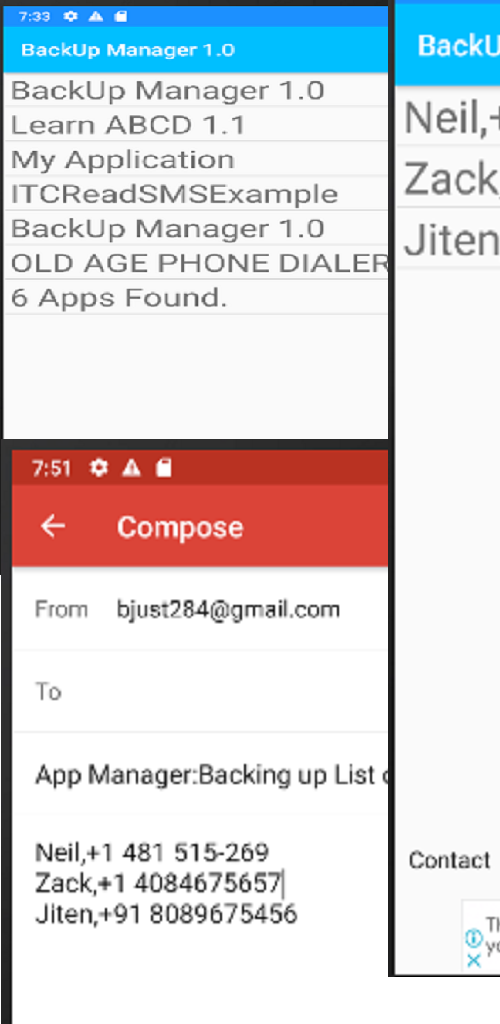 7:33
BackUp Manager 1.0
BackUp Manager 1.0
Learn ABCD 1.1
My Application
ITCReadSMSExample
BackUp Manager 1.0
OLD AGE PHONE DIALER
6 Apps Found.
7:51
Compose
From bjust284@gmail.com
To
App Manager:Backing up List
Neil,+1 481 515-269
Zack,+1 4084675657
Jiten,+91 8089675456
BackU
Neil,+
Zack,
Jiten
Contact
Th
yo